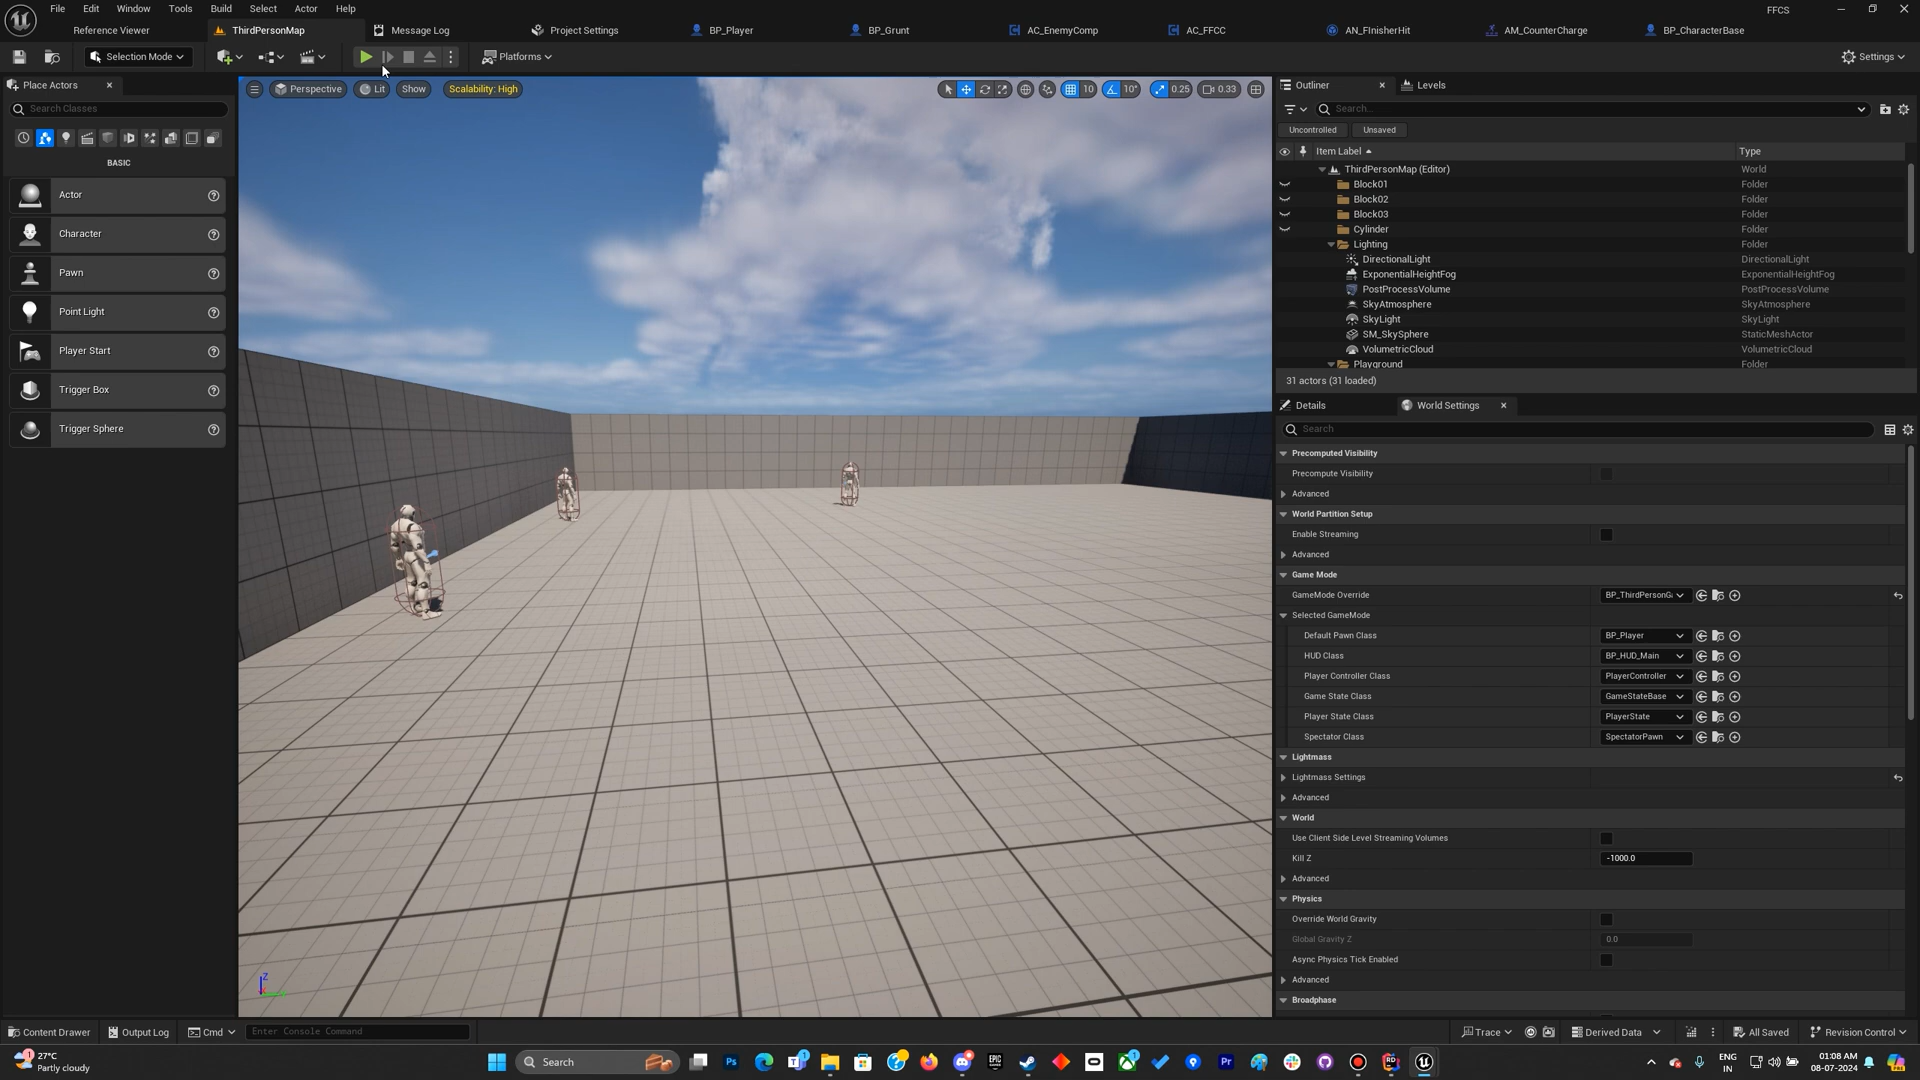 File Edit Window Tools Build Select Actor Help
FFCS
Reference Viewer ThirdPersonMap Message Log Project Settings BP_Player BP_Grunt AC_EnemyComp AC_FFCC AN_FInisherHit AM_CounterCharge BP_CharacterBase
Selection Mode Platforms Settings
Place Actors
Search Classes
BASIC
Actor
Character
Pawn
Point Light
Player Start
Trigger Box
Trigger Sphere
Perspective Lit Show Scalability: High 10 10° 0.25 0.33
Z
Outliner Levels
Search...
Uncontrolled Unsaved
Item Label Type
ThirdPersonMap (Editor) World
Block01 Folder
Block02 Folder
Block03 Folder
Cylinder Folder
Lighting Folder
DirectionalLight DirectionalLight
ExponentialHeightFog ExponentialHeightFog
PostProcessVolume PostProcessVolume
SkyAtmosphere SkyAtmosphere
SkyLight SkyLight
SM_SkySphere StaticMeshActor
VolumetricCloud VolumetricCloud
Playground Folder
31 actors (31 loaded)
Details World Settings
Search
Precomputed Visibility
Precompute Visibility
Advanced
World Partition Setup
Enable Streaming
Advanced
Game Mode
GameMode Override BP_ThirdPersonGa
Selected GameMode
Default Pawn Class BP_Player
HUD Class BP_HUD_Main
Player Controller Class PlayerController
Game State Class GameStateBase
Player State Class PlayerState
Spectator Class SpectatorPawn
Lightmass
Lightmass Settings
Advanced
World
Use Client Side Level Streaming Volumes
Kill Z -1000.0
Advanced
Physics
Override World Gravity
Global Gravity Z 0.0
Async Physics Tick Enabled
Advanced
Broadphase
Content Drawer Output Log Cmd Enter Console Command Trace Derived Data All Saved Revision Control
27°C
Partly cloudy
Search
ENG
IN
01:08 AM
08-07-2024